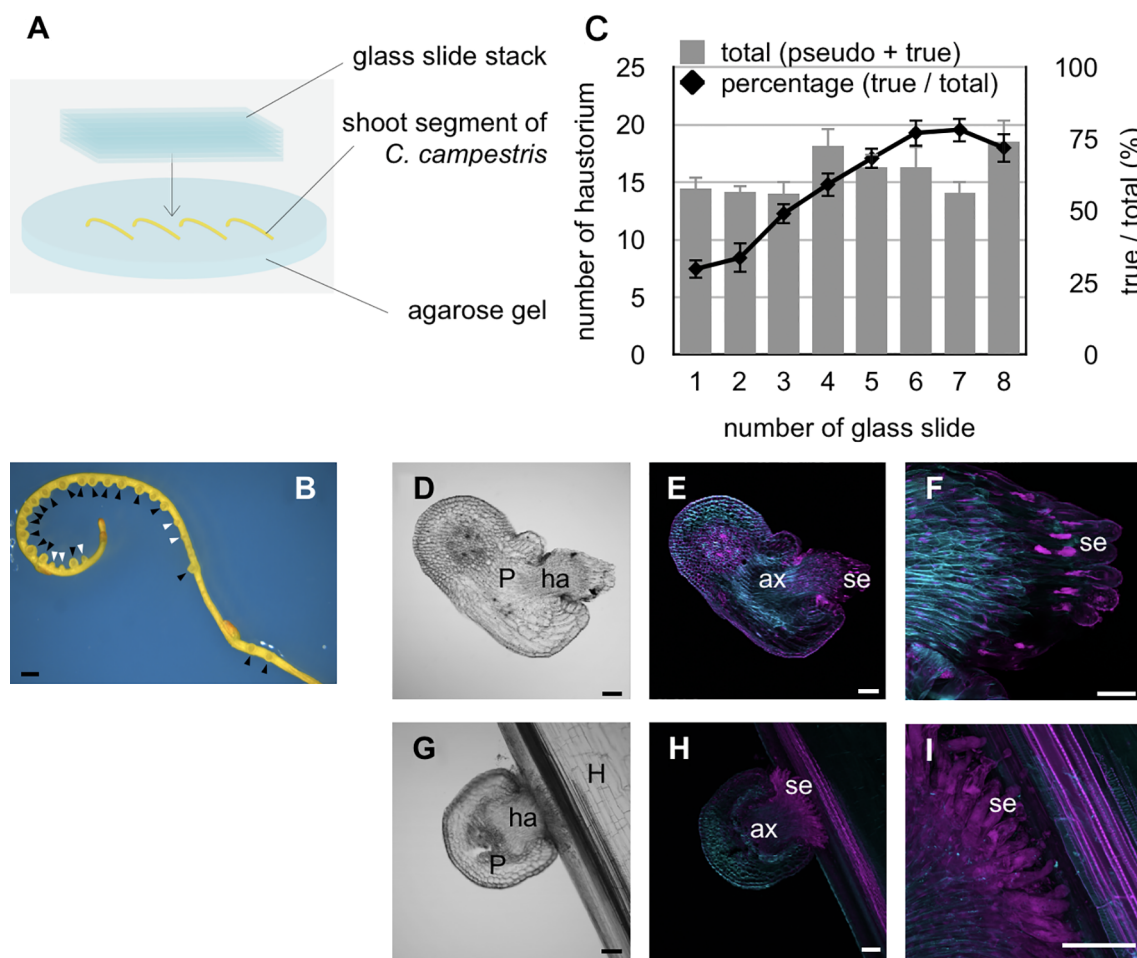 A
glass slide stack
shoot segment of
C. campestris
agarose gel
C
total (pseudo + true)
percentage (true / total)
number of haustorium
25
20
15
10
5
0
true / total (%)
100
75
50
25
0
1 2 3 4 5 6 7 8
number of glass slide
B
D
P
ha
E
ax
se
F
se
G
H
ha
P
H
se
ax
I
se